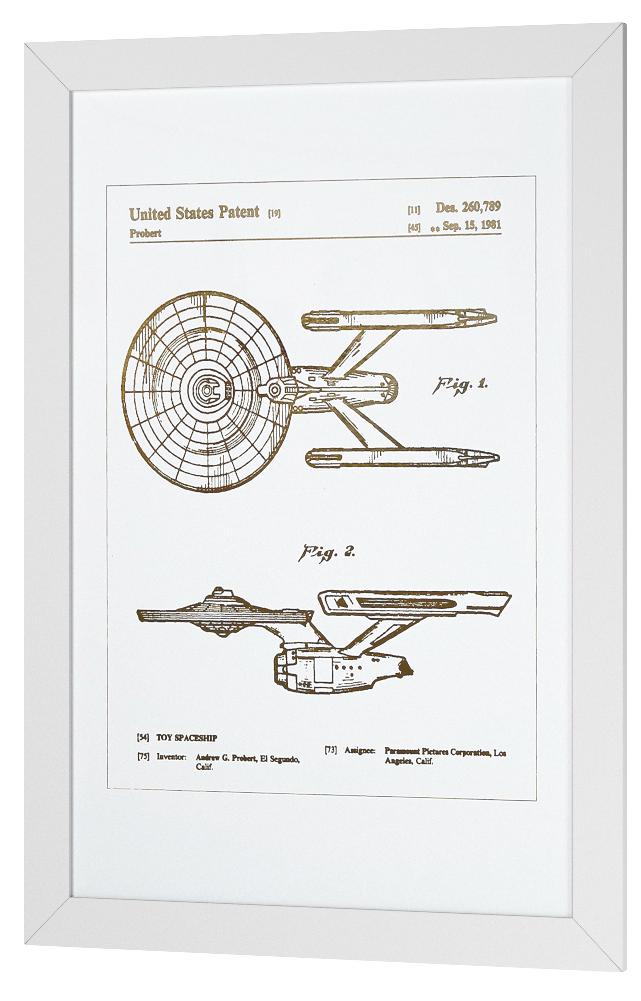 United States Patent [19] [11] Des. 260,789
Probert [45] ** Sep. 15, 1981
Fig. 1.
Fig. 2.
[54] TOY SPACESHIP
[75] Inventor: Andrew G. Probert, El Segundo, Calif.
[73] Assignee: Paramount Pictures Corporation, Los Angeles, Calif.